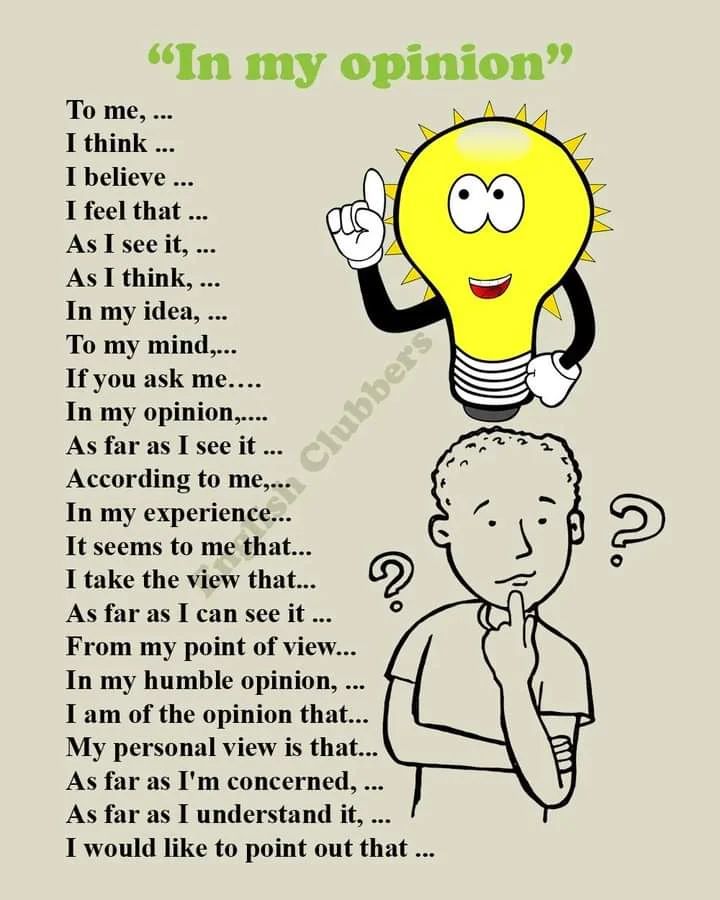 “In my opinion”
To me, ...
I think ...
I believe ...
I feel that ...
As I see it, ...
As I think, ...
In my idea, ...
To my mind,...
If you ask me....
In my opinion,....
As far as I see it ...
According to me,...
In my experience...
It seems to me that...
I take the view that...
As far as I can see it ...
From my point of view...
In my humble opinion, ...
I am of the opinion that...
My personal view is that...
As far as I'm concerned, ...
As far as I understand it, ...
I would like to point out that ...
English Clubbers
?
?